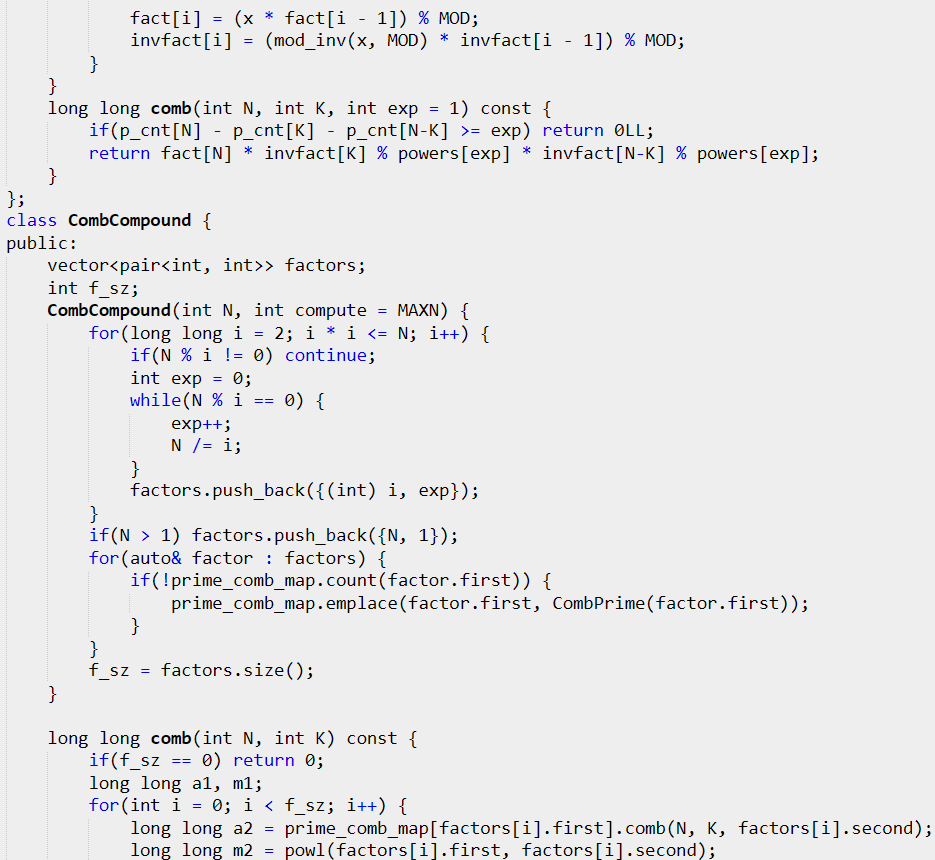 fact[i] = (x * fact[i - 1]) % MOD;
invfact[i] = (mod_inv(x, MOD) * invfact[i - 1]) % MOD;
}
}
long long comb(int N, int K, int exp = 1) const {
if(p_cnt[N] - p_cnt[K] - p_cnt[N-K] >= exp) return 0LL;
return fact[N] * invfact[K] % powers[exp] * invfact[N-K] % powers[exp];
}
};
class CombCompound {
public:
vector<pair<int, int>> factors;
int f_sz;
CombCompound(int N, int compute = MAXN) {
for(long long i = 2; i * i <= N; i++) {
if(N % i != 0) continue;
int exp = 0;
while(N % i == 0) {
exp++;
N /= i;
}
factors.push_back({(int) i, exp});
}
if(N > 1) factors.push_back({N, 1});
for(auto& factor : factors) {
if(!prime_comb_map.count(factor.first)) {
prime_comb_map.emplace(factor.first, CombPrime(factor.first));
}
}
f_sz = factors.size();
}
long long comb(int N, int K) const {
if(f_sz == 0) return 0;
long long a1, m1;
for(int i = 0; i < f_sz; i++) {
long long a2 = prime_comb_map[factors[i].first].comb(N, K, factors[i].second);
long long m2 = powl(factors[i].first, factors[i].second);